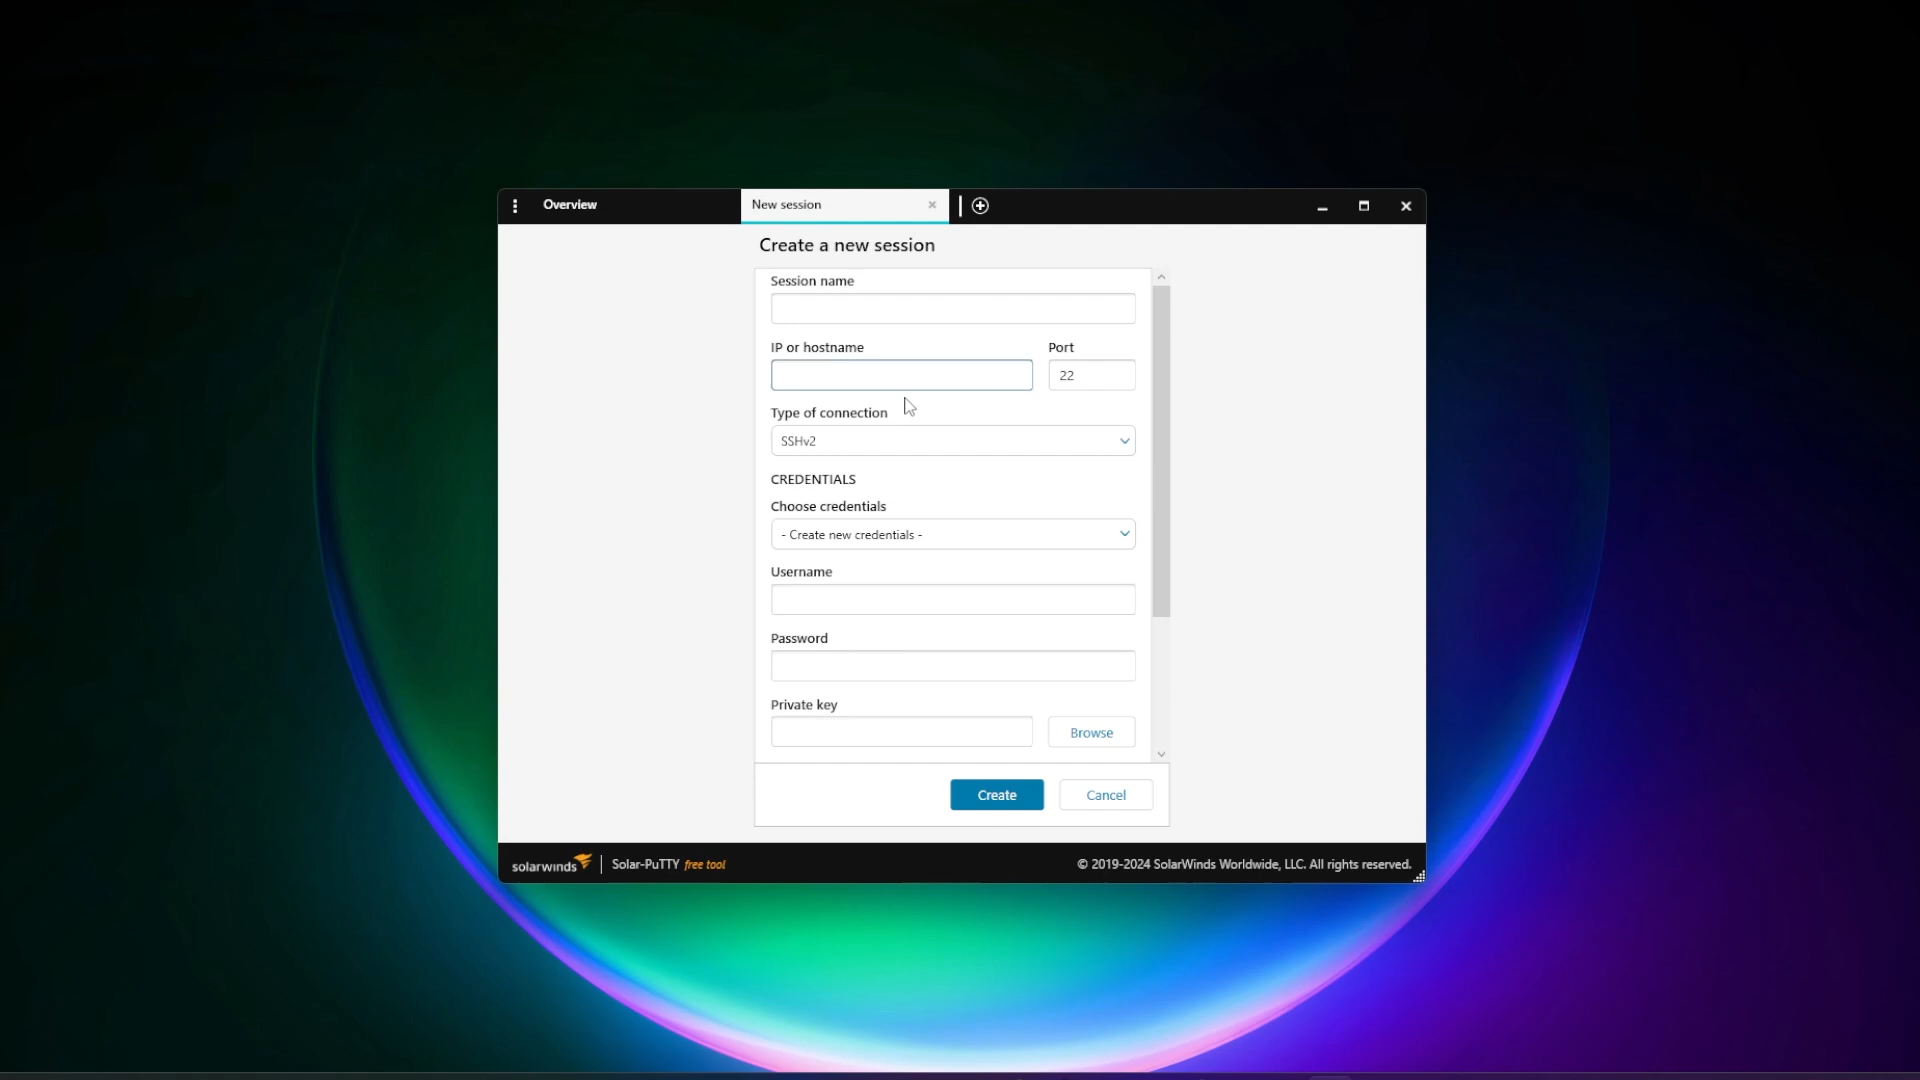 Overview
New session
Create a new session
Session name
IP or hostname
Port
22
Type of connection
SSHv2
CREDENTIALS
Choose credentials
- Create new credentials -
Username
Password
Private key
Browse
Create
Cancel
solarwinds
Solar-PuTTY free tool
© 2019-2024 SolarWinds Worldwide, LLC. All rights reserved.